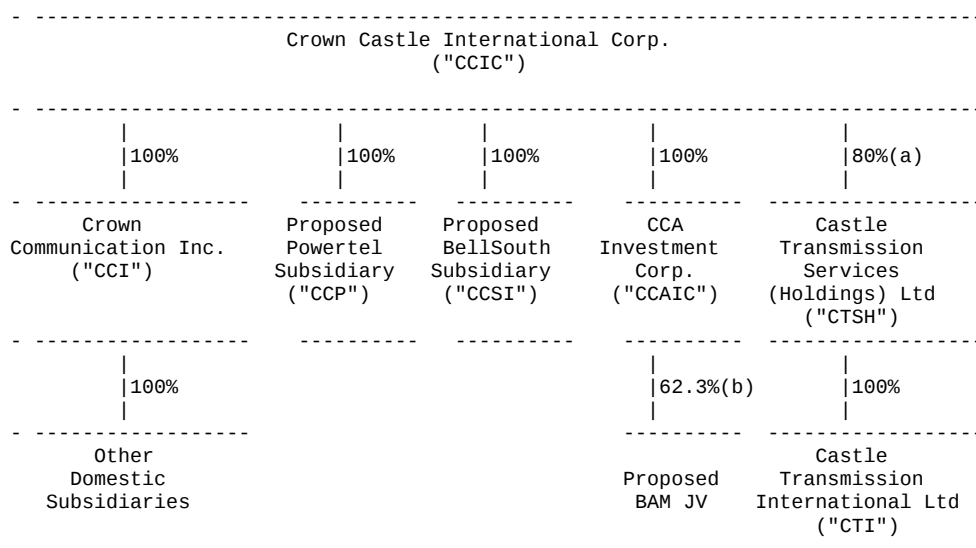 - --------------------------------------------------------------------------------
Crown Castle International Corp.
("CCIC")
- --------------------------------------------------------------------------------
| | | | |
|100% |100% |100% |100% |80%(a)
| | | | |
- ------------------ ---------- ---------- ---------- ------------------
Crown Proposed Proposed CCA Castle
Communication Inc. Powertel BellSouth Investment Transmission
("CCI") Subsidiary Subsidiary Corp. Services
("CCP") ("CCSI") ("CCAIC") (Holdings) Ltd
("CTSH")
- ------------------ ---------- ---------- ---------- ------------------
| | |
|100% |62.3%(b) |100%
| | |
- ------------------ ---------- ------------------
Other Castle
Domestic Proposed Transmission
Subsidiaries BAM JV International Ltd
("CTI")